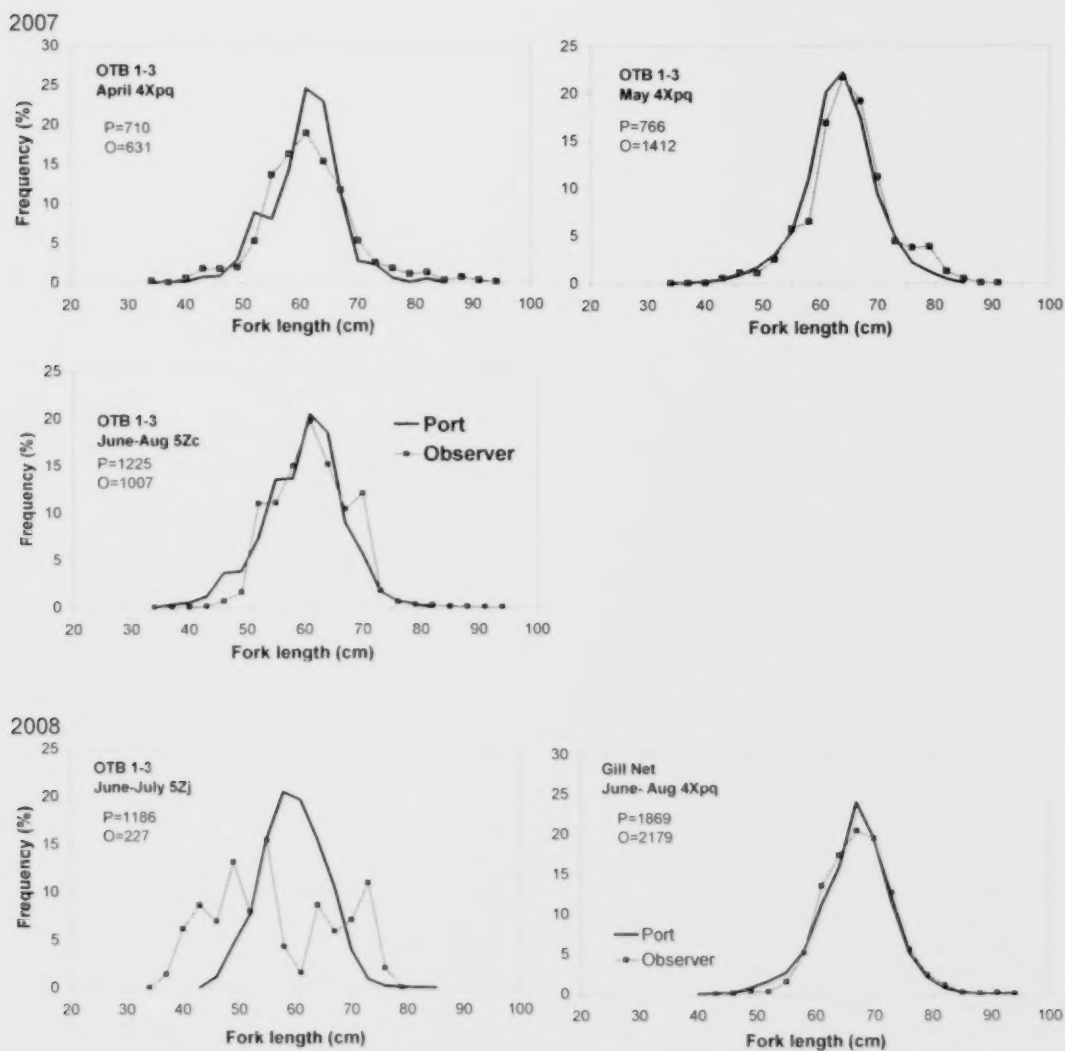 2007
30
25
20
15
10
5
0
Frequency (%)
OTB 1-3
April 4Xpq
P=710
O=631
20 30 40 50 60 70 80 90 100
Fork length (cm)
25
20
15
10
5
0
OTB 1-3
May 4Xpq
P=766
O=1412
20 30 40 50 60 70 80 90 100
Fork length (cm)
25
20
15
10
5
0
Frequency (%)
OTB 1-3
June-Aug 5Zc
P=1225
O=1007
Port
Observer
20 30 40 50 60 70 80 90 100
Fork length (cm)
2008
25
20
15
10
5
0
Frequency (%)
OTB 1-3
June-July 5Zj
P=1186
O=227
20 30 40 50 60 70 80 90 100
Fork length (cm)
30
25
20
15
10
5
0
Gill Net
June- Aug 4Xpq
P=1869
O=2179
Port
Observer
20 30 40 50 60 70 80 90 100
Fork length (cm)